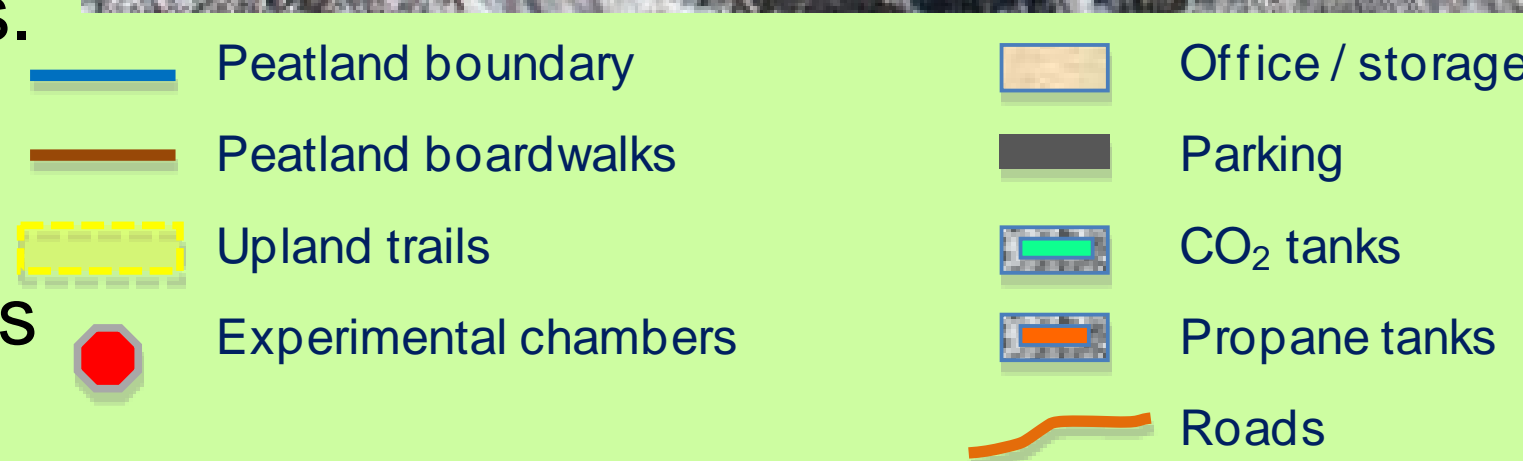 s.
Peatland boundary
Peatland boardwalks
Upland trails
s
Experimental chambers
Office / storage
Parking
CO₂ tanks
Propane tanks
Roads